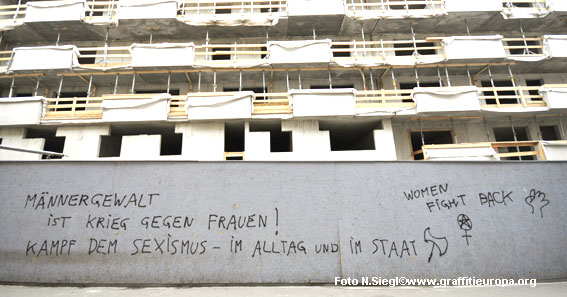 MÄNNERGEWALT
IST KRIEG GEGEN FRAUEN!
KAMPF DEM SEXISMUS - IM ALLTAG UND IM STAAT
WOMEN
FIGHT BACK
Foto N.Siegl©www.graffitieuropa.org